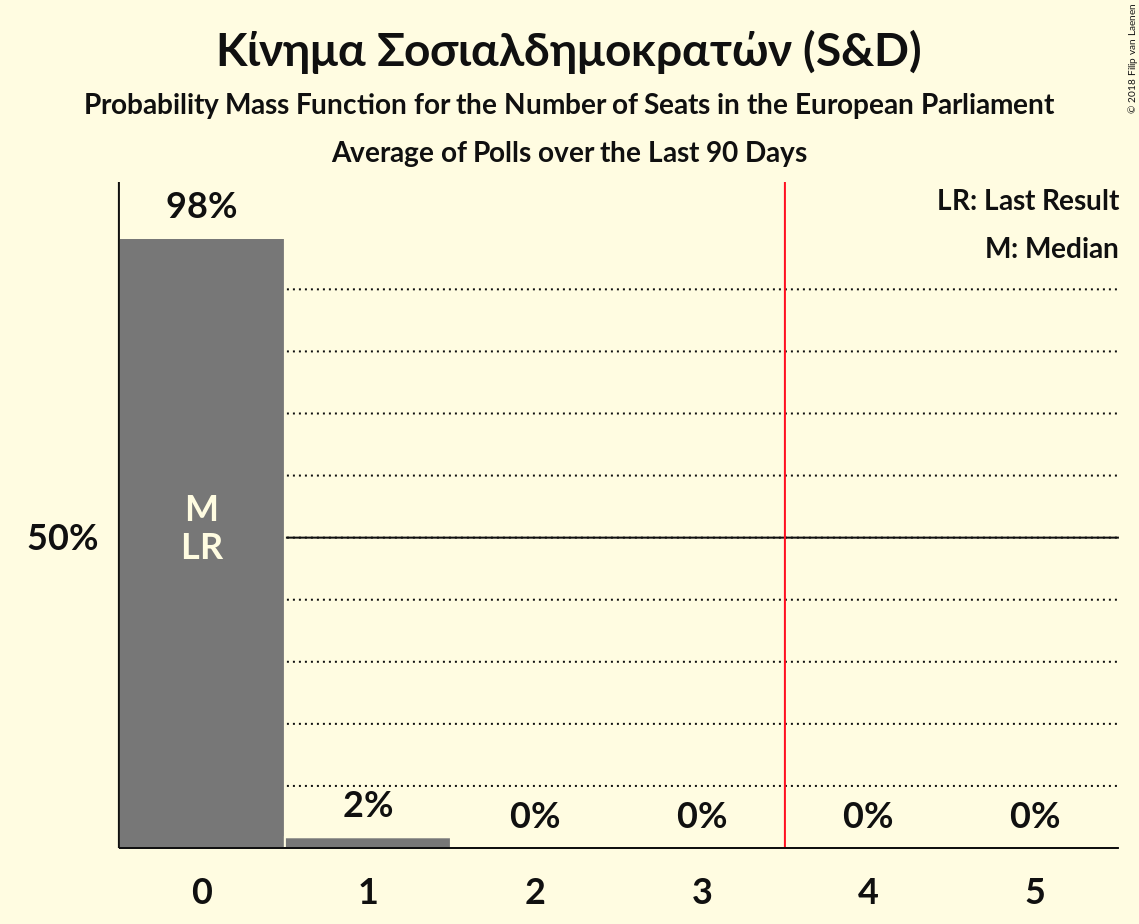 Κίνημα Σοσιαλδημοκρατών (S&D)
Probability Mass Function for the Number of Seats in the European Parliament
Average of Polls over the Last 90 Days
© 2018 Filip van Laenen
LR: Last Result
M: Median
98%
M
LR
50%
2%
0%
0%
0%
0%
0
1
2
3
4
5